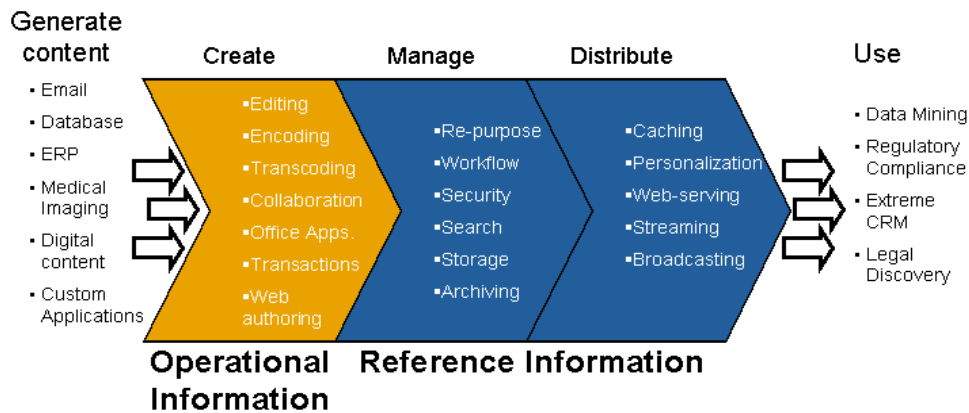 Generate
content
▪ Email
▪ Database
▪ ERP
▪ Medical
Imaging
▪ Digital
content
▪ Custom
Applications
Create
▪Editing
▪Encoding
▪Transcoding
▪Collaboration
▪Office Apps.
▪Transactions
▪Web
authoring
Manage
▪Re-purpose
▪Workflow
▪Security
▪Search
▪Storage
▪Archiving
Distribute
▪Caching
▪Personalization
▪Web-serving
▪Streaming
▪Broadcasting
Use
▪ Data Mining
▪ Regulatory
Compliance
▪ Extreme
CRM
▪ Legal
Discovery
Operational
Information
Reference Information